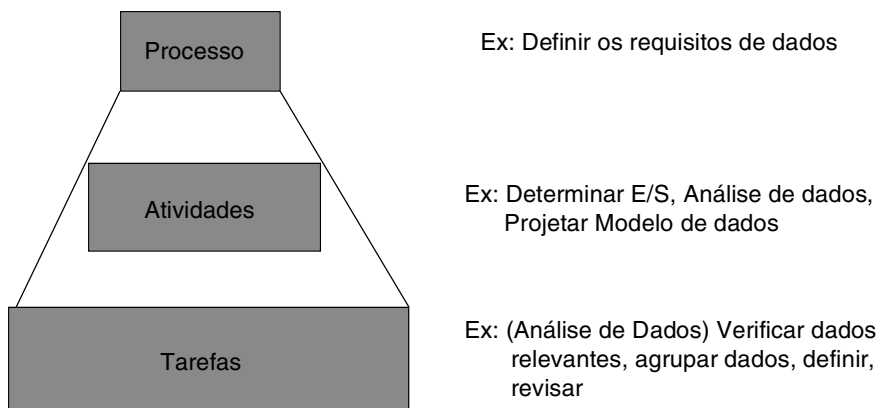 Processo
Ex: Definir os requisitos de dados
Atividades
Ex: Determinar E/S, Análise de dados,
Projetar Modelo de dados
Tarefas
Ex: (Análise de Dados) Verificar dados
relevantes, agrupar dados, definir,
revisar